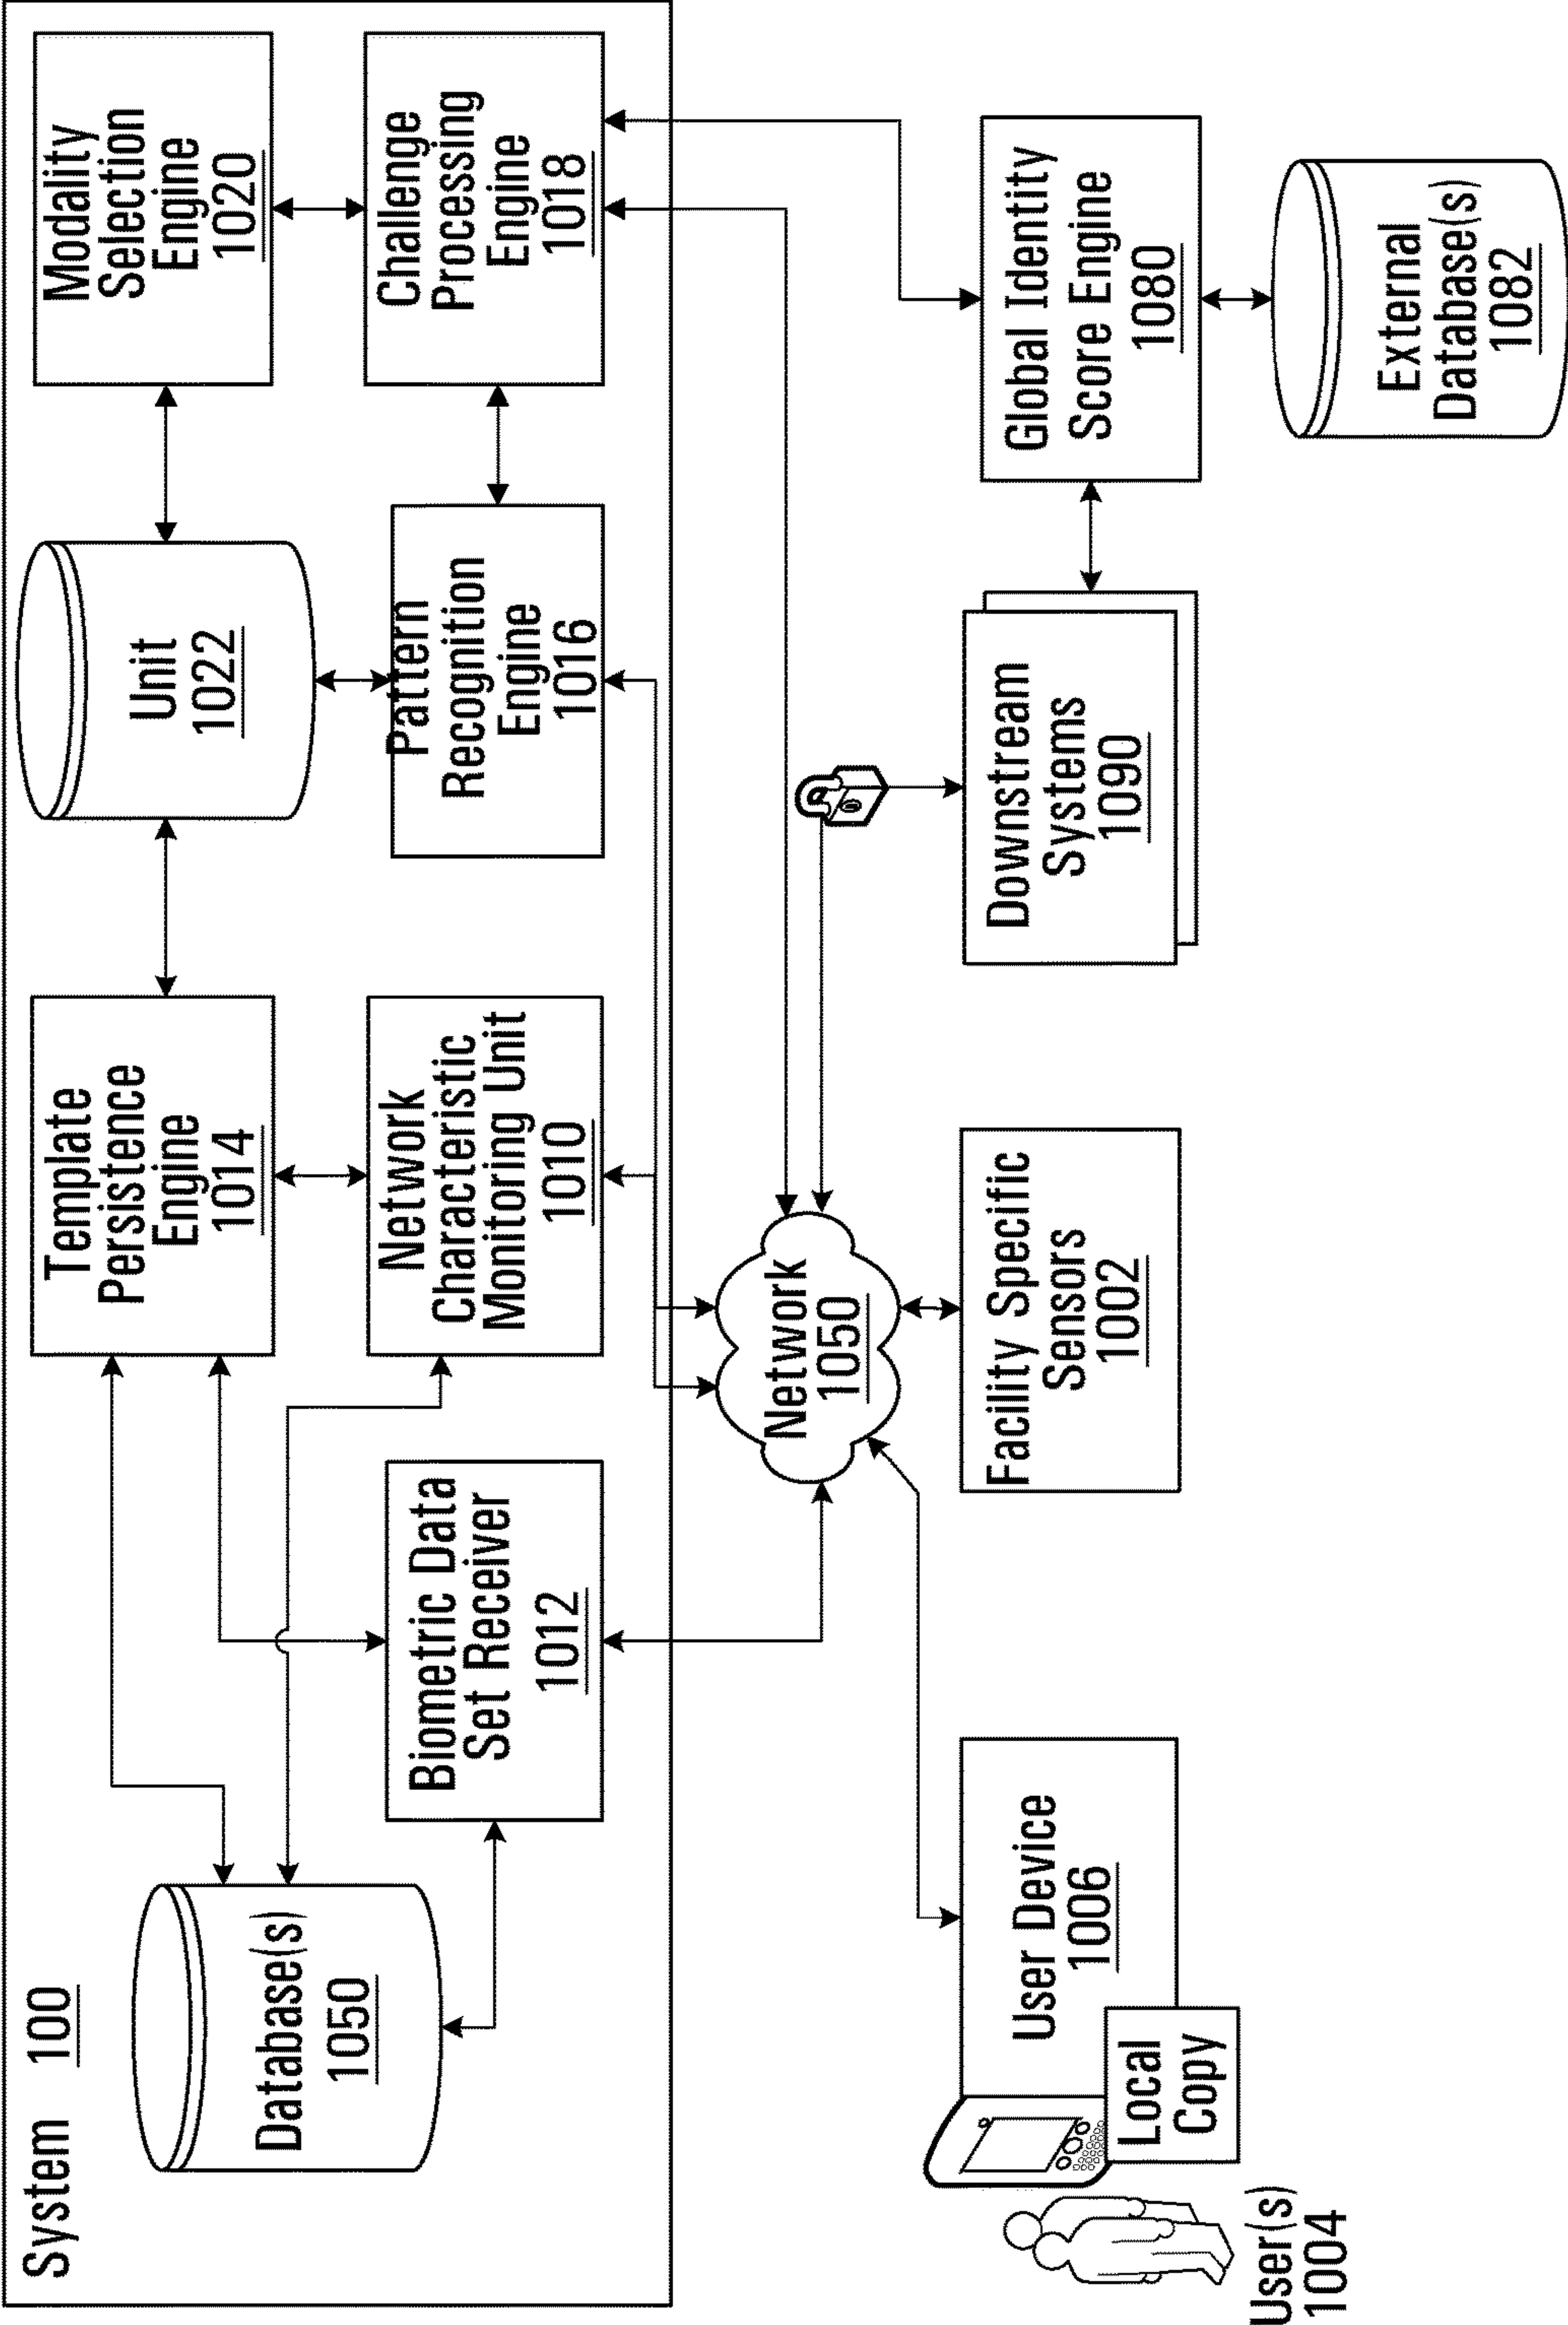 System 100
Database(s)
1050
Biometric Data
Set Receiver
1012
Template
Persistence
Engine
1014
Network
Characteristic
Monitoring Unit
1010
Unit
1022
Pattern
Recognition
Engine
1016
Modality
Selection
Engine
1020
Challenge
Processing
Engine
1018
Network
1050
User(s)
1004
Local
Copy
User Device
1006
Facility Specific
Sensors
1002
Downstream
Systems
1090
Global Identity
Score Engine
1080
External
Database(s)
1082